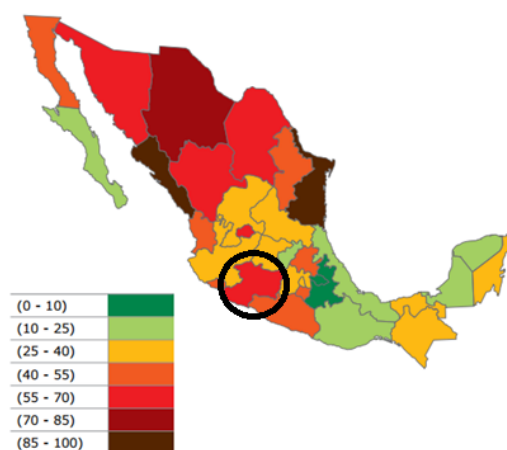 (0 - 10)
(10 - 25)
(25 - 40)
(40 - 55)
(55 - 70)
(70 - 85)
(85 - 100)